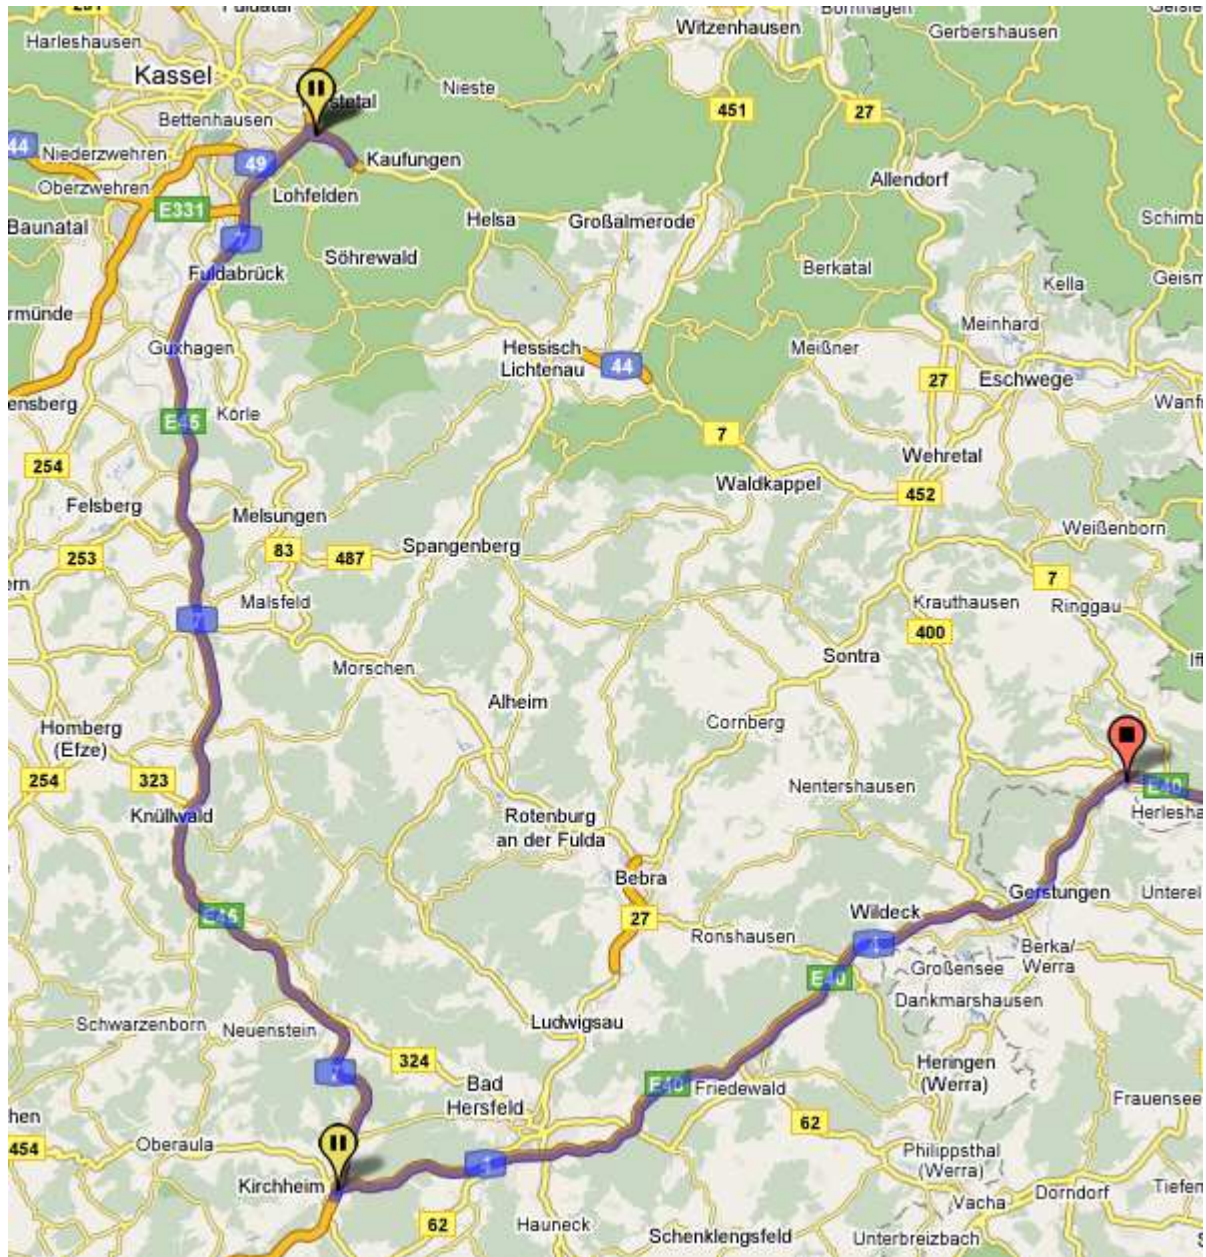 Fuldatal
Bornhagen
Harleshausen
Witzenhausen
Gerbershausen
Kassel
Nieste
451
27
Bettenhausen
44
Niederzwehren
49
Kaufungen
Oberzwehren
Lohfelden
Allendorf
E331
Helsa
Großalmerode
Baunatal
7
Söhrewald
Berkatal
Fuldabrück
Kella
Meinhard
Guxhagen
Hessisch
Lichtenau
44
Meißner
27
Eschwege
E45
Körle
7
Wehretal
254
Waldkappel
452
Felsberg
Melsungen
Weißenborn
253
83
487
Spangenberg
7
Malsfeld
Krauthausen
Ringgau
7
400
Morschen
Sontra
Alheim
Cornberg
Homberg
(Efze)
254
323
Nentershausen
E40
Knüllwald
Rotenburg
an der Fulda
Bebra
Gerstungen
E45
27
Wildeck
Ronshausen
Berka/
Werra
Großensee
E40
Dankmarshausen
Schwarzenborn
Neuenstein
Ludwigsau
324
Heringen
(Werra)
Bad
Hersfeld
E40
Friedewald
Frauensee
62
454
Oberaula
Philippsthal
(Werra)
Kirchheim
Vacha
Dorndorf
62
Hauneck
Schenklengsfeld
Unterbreizbach